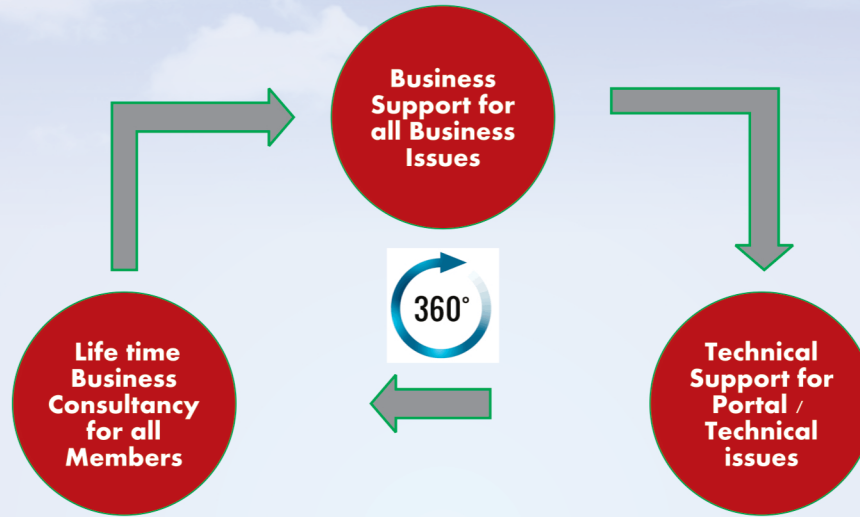 Business
Support for
all Business
Issues
360°
Life time
Business
Consultancy
for all
Members
Technical
Support for
Portal /
Technical
issues